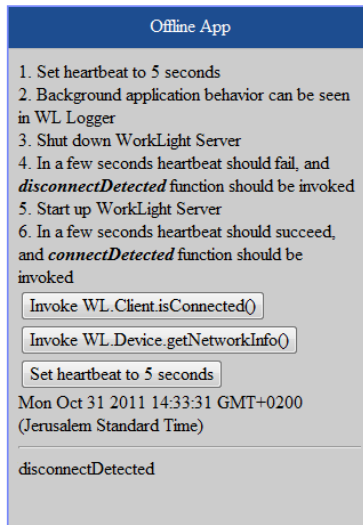 Offline App
1. Set heartbeat to 5 seconds
2. Background application behavior can be seen
in WL Logger
3. Shut down WorkLight Server
4. In a few seconds heartbeat should fail, and
disconnectDetected function should be invoked
5. Start up WorkLight Server
6. In a few seconds heartbeat should succeed,
and connectDetected function should be
invoked
Invoke WL.Client.isConnected()
Invoke WL.Device.getNetworkInfo()
Set heartbeat to 5 seconds
Mon Oct 31 2011 14:33:31 GMT+0200
(Jerusalem Standard Time)
disconnectDetected